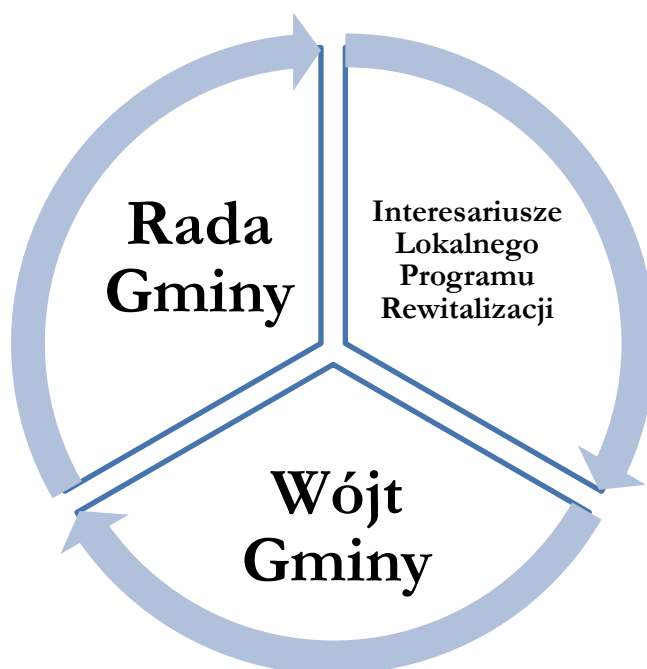 Rada
Gminy
Interesariusze
Lokalnego
Programu
Rewitalizacji
Wójt
Gminy